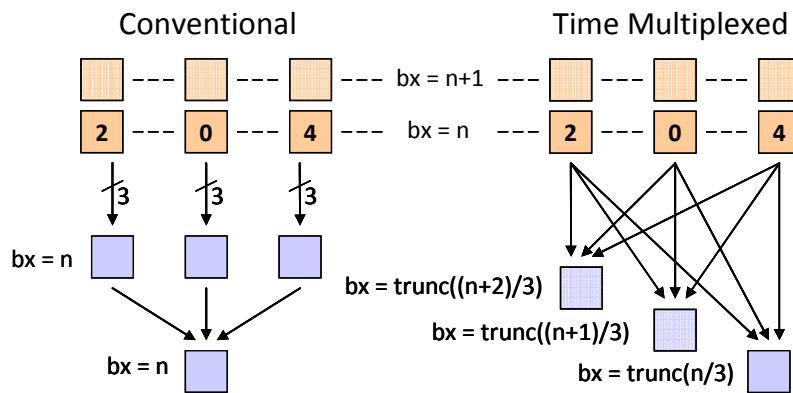 Conventional
Time Multiplexed
bx = n+1
2 0 4 bx = n 2 0 4
3 3 3
bx = n
bx = trunc((n+2)/3)
bx = trunc((n+1)/3)
bx = n
bx = trunc(n/3)